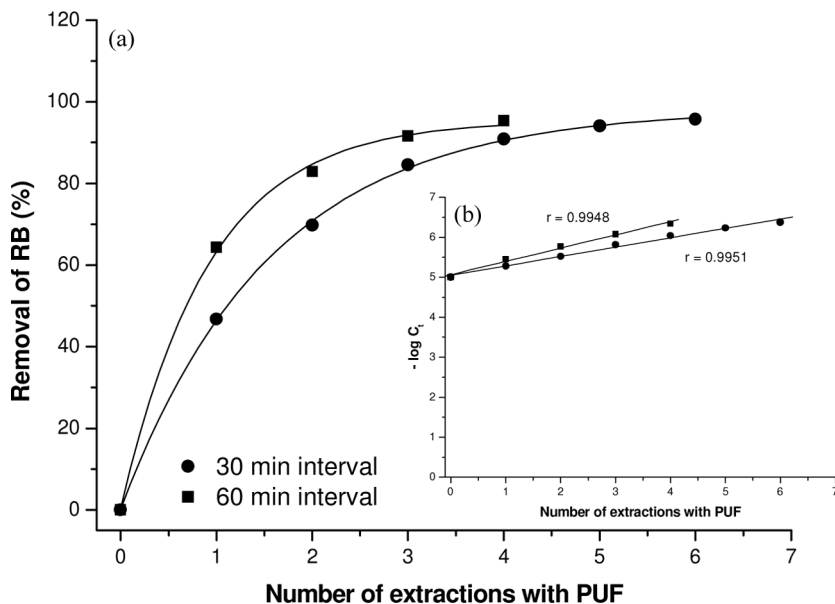 (a)
Removal of RB (%)
120
100
80
60
40
20
0
0 1 2 3 4 5 6 7
Number of extractions with PUF
30 min interval
60 min interval
(b)
r = 0.9948
r = 0.9951
- log Ct
7
6
5
4
3
2
1
0
0 1 2 3 4 5 6 7
Number of extractions with PUF